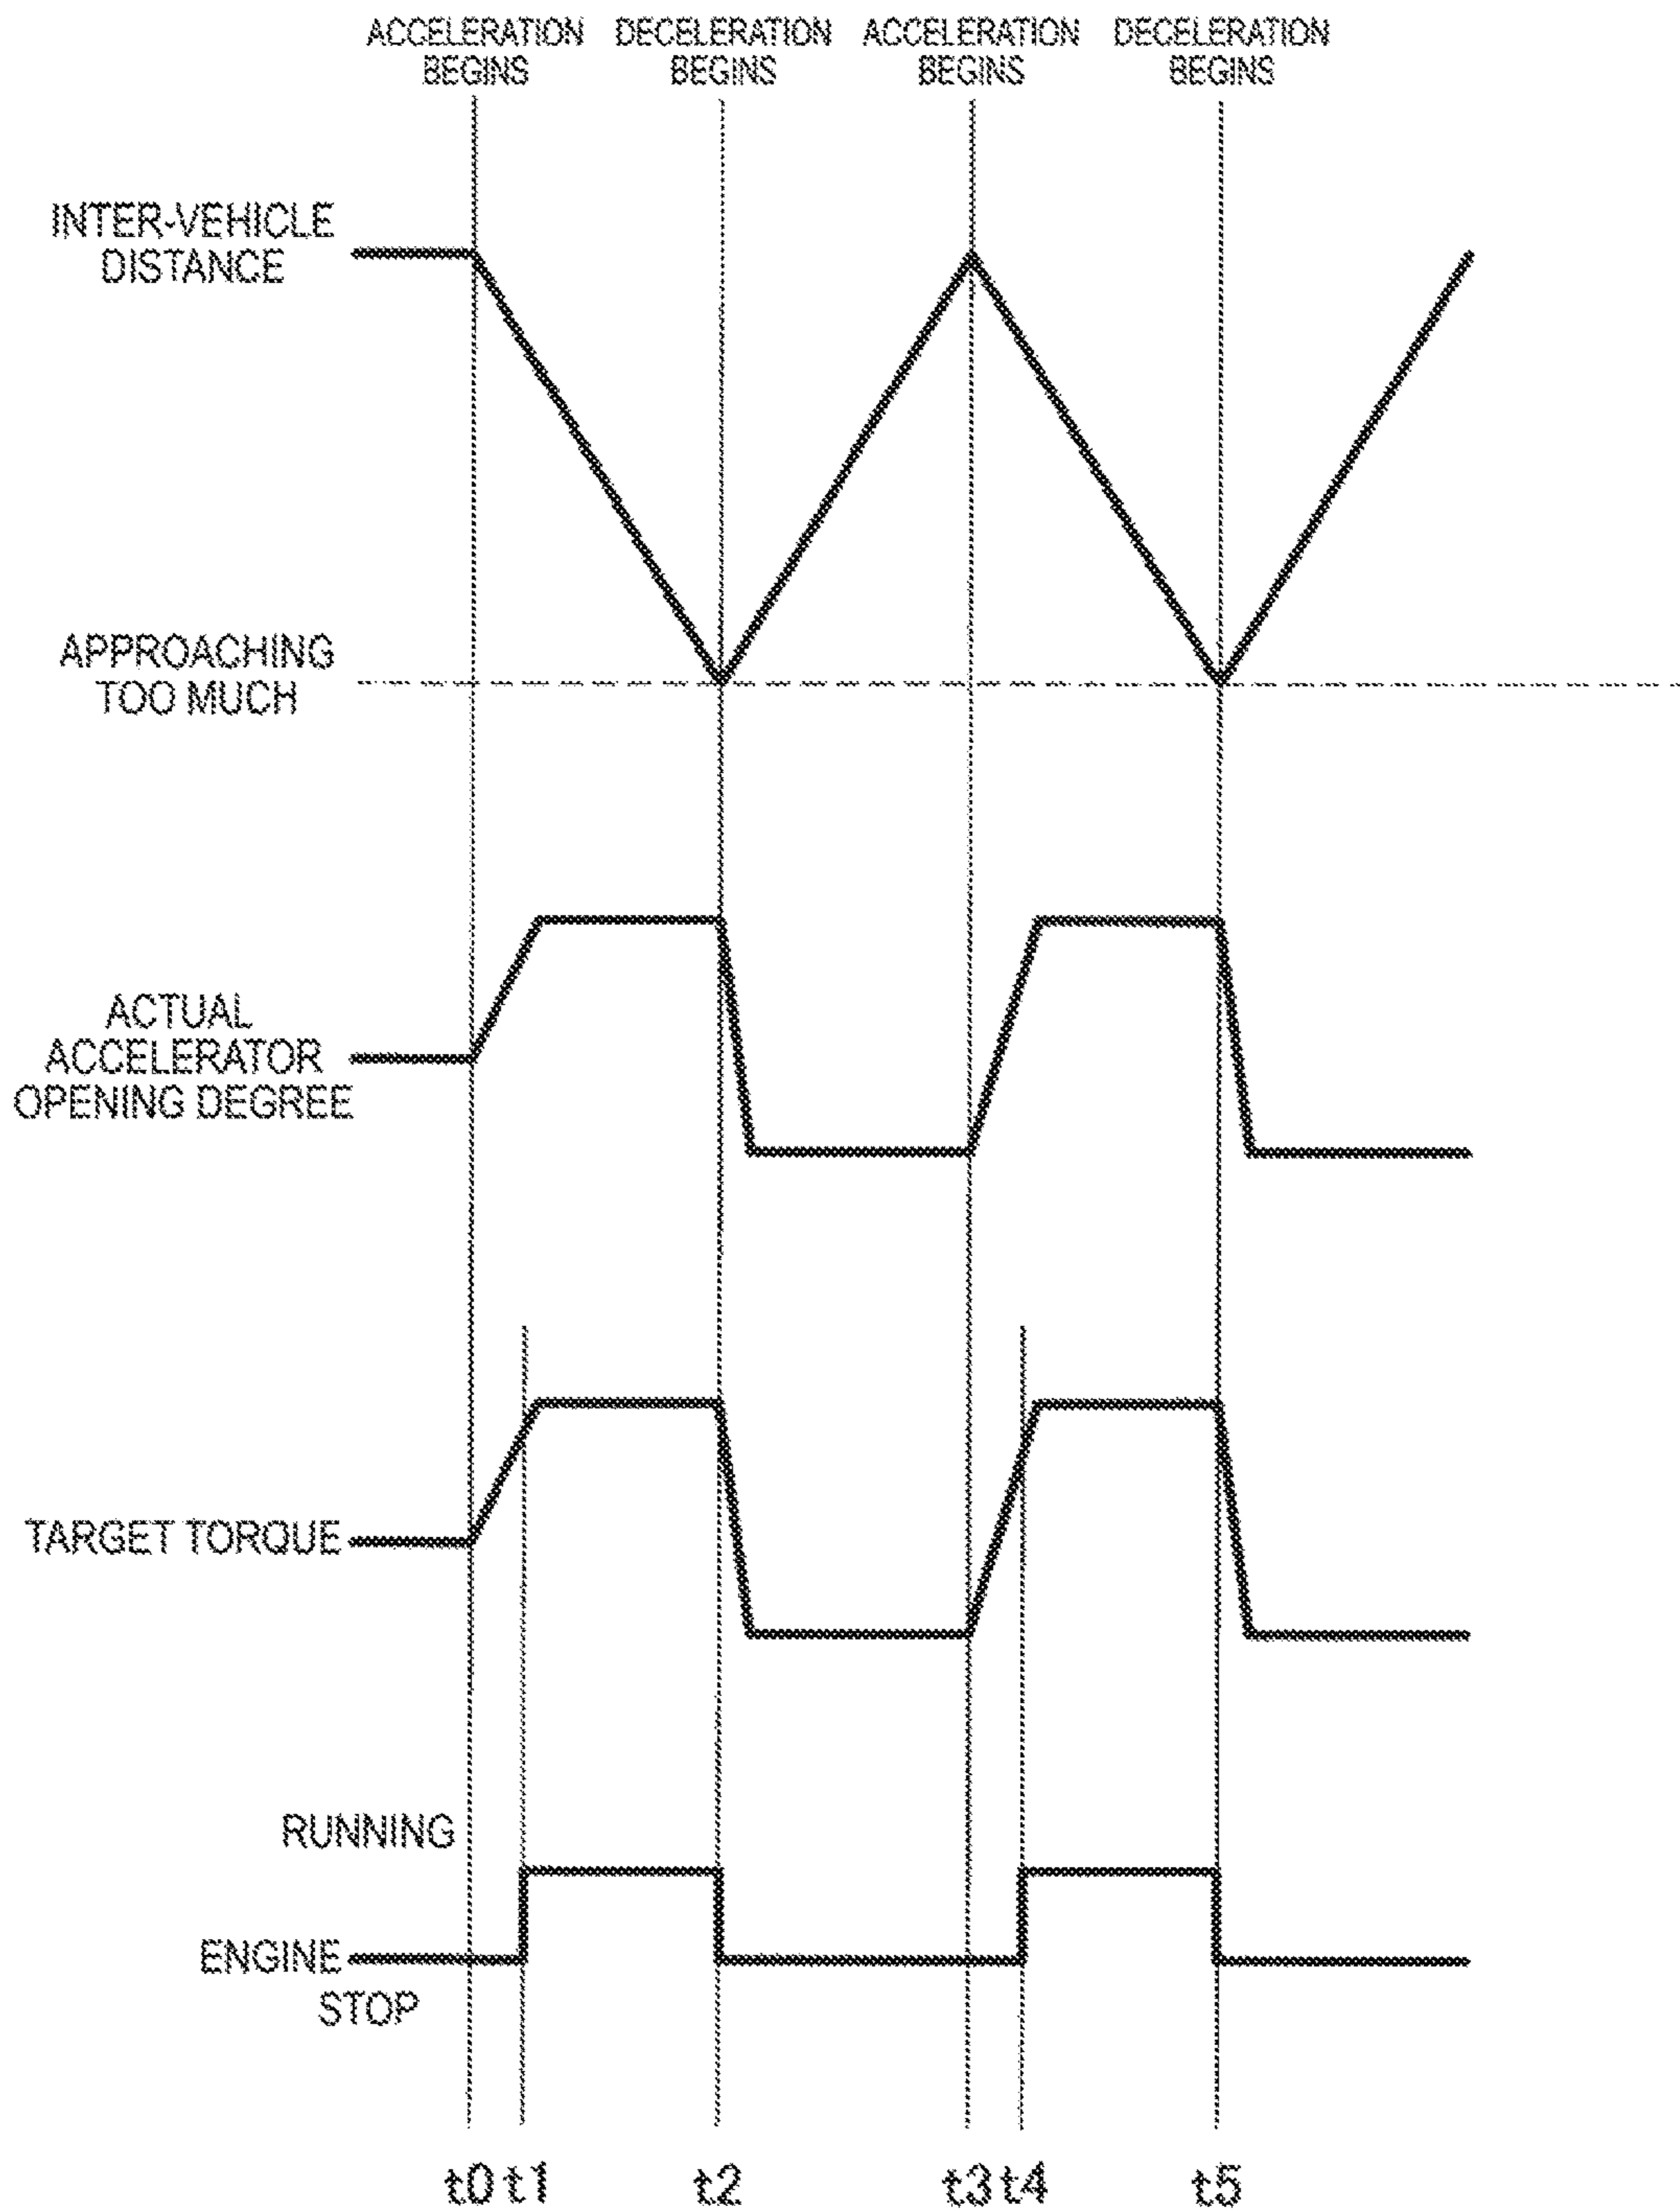 ACCELERATION BEGINS
DECELERATION BEGINS
ACCELERATION BEGINS
DECELERATION BEGINS
INTER-VEHICLE
DISTANCE
APPROACHING
TOO MUCH
ACTUAL
ACCELERATOR
OPENING DEGREE
TARGET TORQUE
RUNNING
ENGINE
STOP
t0 t1 t2 t3 t4 t5